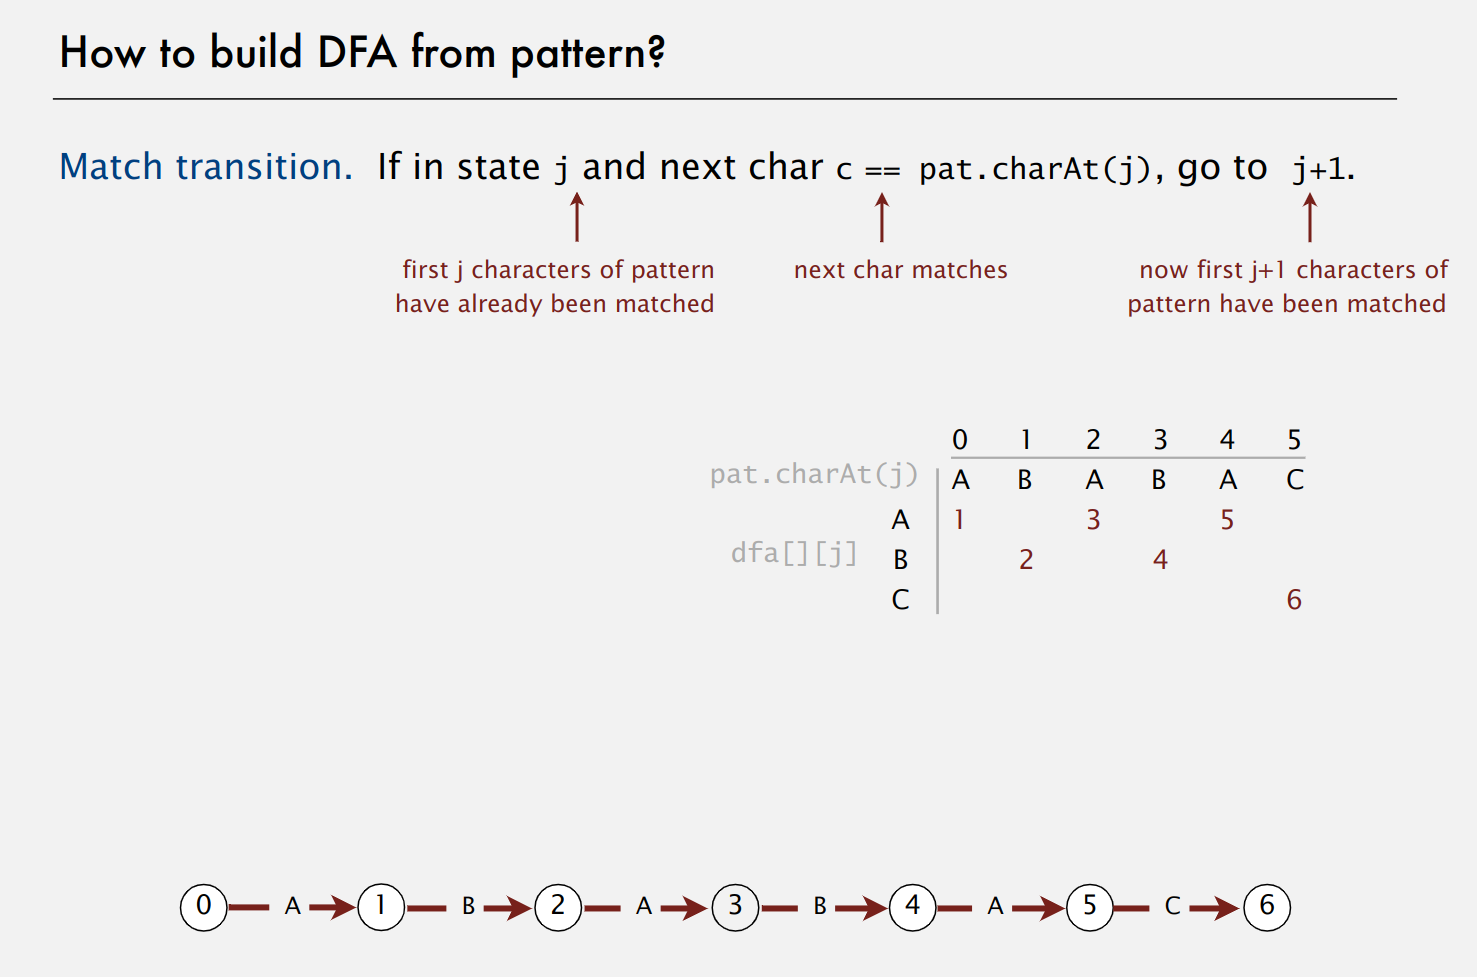 How to build DFA from pattern?
Match transition. If in state j and next char c == pat.charAt(j), go to j+1.
first j characters of pattern
have already been matched
next char matches
now first j+1 characters of
pattern have been matched
0 1 2 3 4 5
pat.charAt(j) A B A B A C
A 1 3 5
dfa[][j] B 2 4
C 6
0 A 1 B 2 A 3 B 4 A 5 C 6